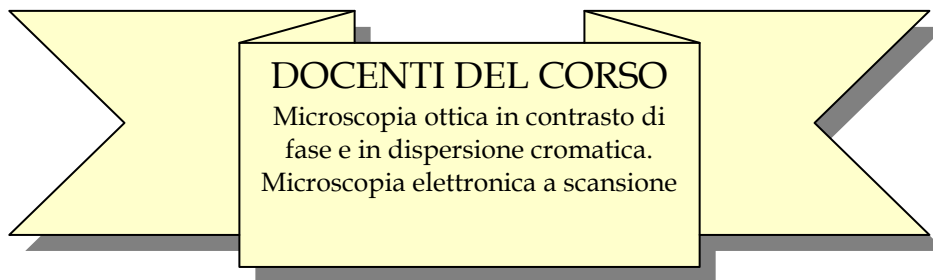 DOCENTI DEL CORSO
Microscopia ottica in contrasto di
fase e in dispersione cromatica.
Microscopia elettronica a scansione